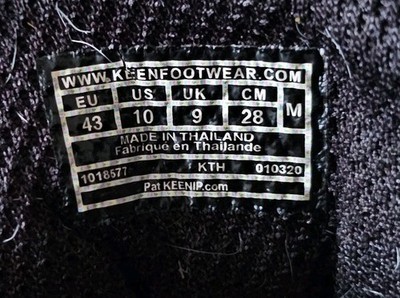 WWW.KEENFOOTWEAR.COM
EU US UK CM M
43 10 9 28
MADE IN THAILAND
Fabriqué en Thaïlande
1018577 KTH 010320
Pat KEENIP.com